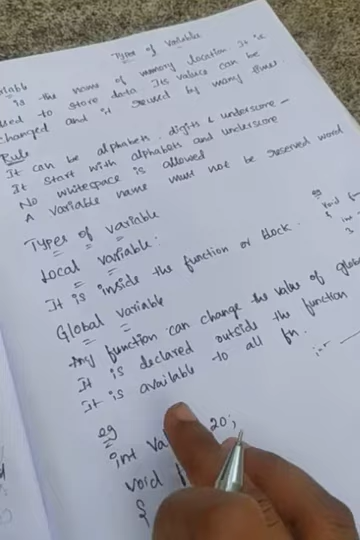 Types of Variable
is the name of memory location It is
used to store data. Its values can be
changed and it reused by many times.
Rule
It can be alphabets, digits & underscore -
It start with alphabets and underscore
No whitespace is allowed
A variable name must not be reserved word
Types of variable
Local variable:
It is inside the function or block.
eg
Global variable
Any function can change the value of
It is declared outside the function
It is available to all fn.
eg
int 20;
void
{